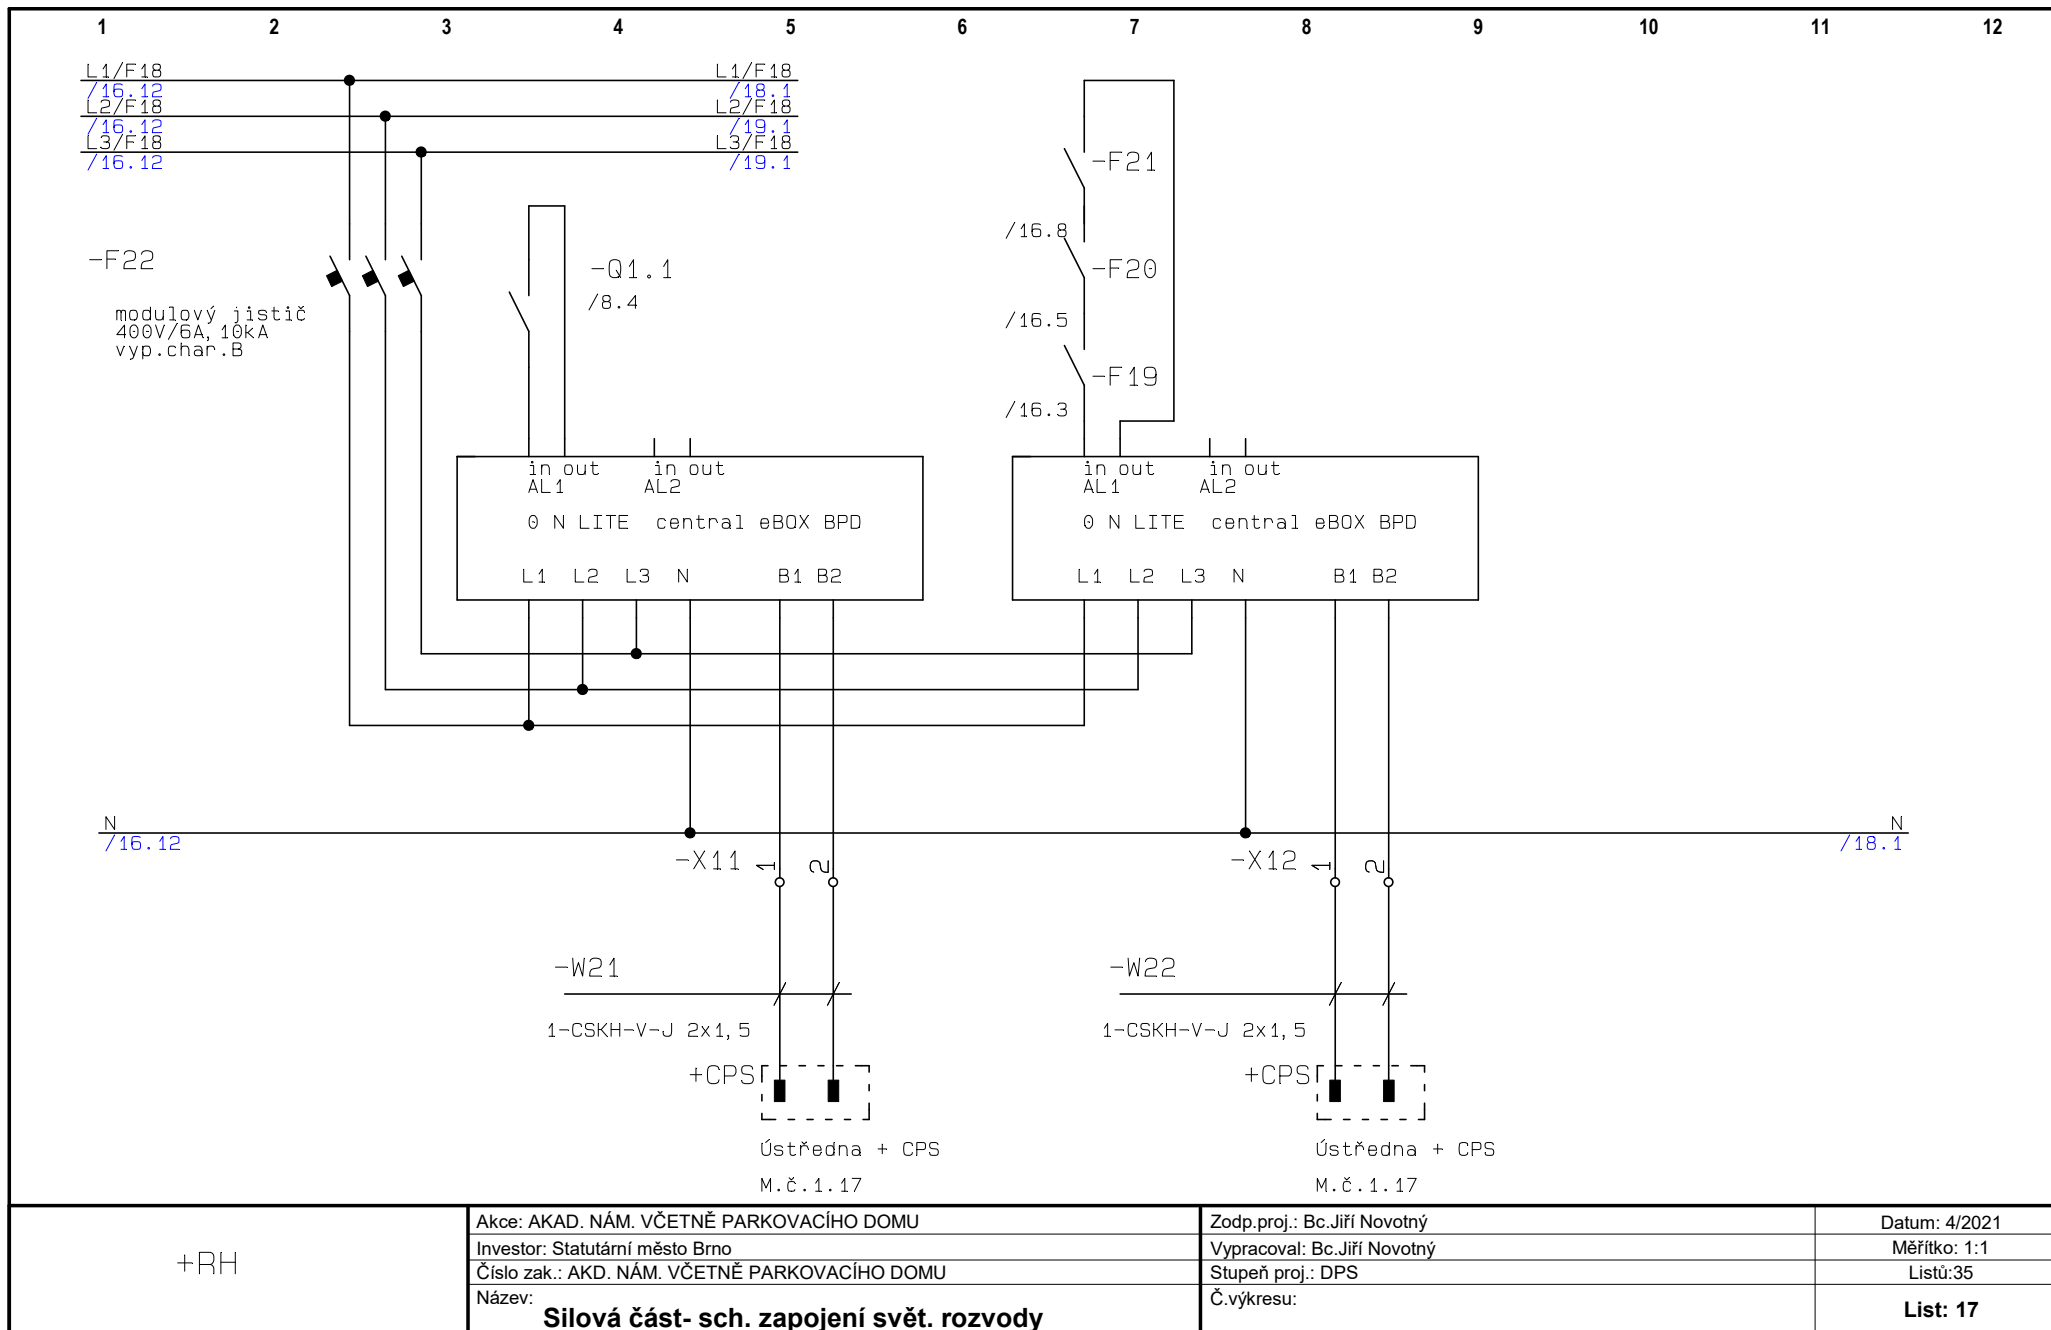 1 2 3 4 5 6 7 8 9 10 11 12
L1/F18 L1/F18
/16.12 /18.1
L2/F18 L2/F18
/16.12 /19.1
L3/F18 L3/F18
/16.12 /19.1
-F21
/16.8
-F22 -Q1.1 -F20
/8.4
modulový jistič
400V/6A,10kA
vyp.char.B
/16.5
-F19
/16.3
in out in out in out in out
AL1 AL2 AL1 AL2
0 N LITE central eBOX BPD 0 N LITE central eBOX BPD
L1 L2 L3 N B1 B2 L1 L2 L3 N B1 B2
N N
/16.12 /18.1
-X11 1 2 -X12 1 2
-W21 -W22
1-CSKH-V-J 2x1,5 1-CSKH-V-J 2x1,5
+CPS +CPS
Ústředna + CPS Ústředna + CPS
M.č.1.17 M.č.1.17
+RH
Akce: AKAD. NÁM. VČETNĚ PARKOVACÍHO DOMU
Investor: Statutární město Brno
Číslo zak.: AKD. NÁM. VČETNĚ PARKOVACÍHO DOMU
Název:
Silová část- sch. zapojení svět. rozvody
Zodp.proj.: Bc.Jiří Novotný
Vypracoval: Bc.Jiří Novotný
Stupeň proj.: DPS
Č.výkresu:
Datum: 4/2021
Měřítko: 1:1
Listů:35
List: 17